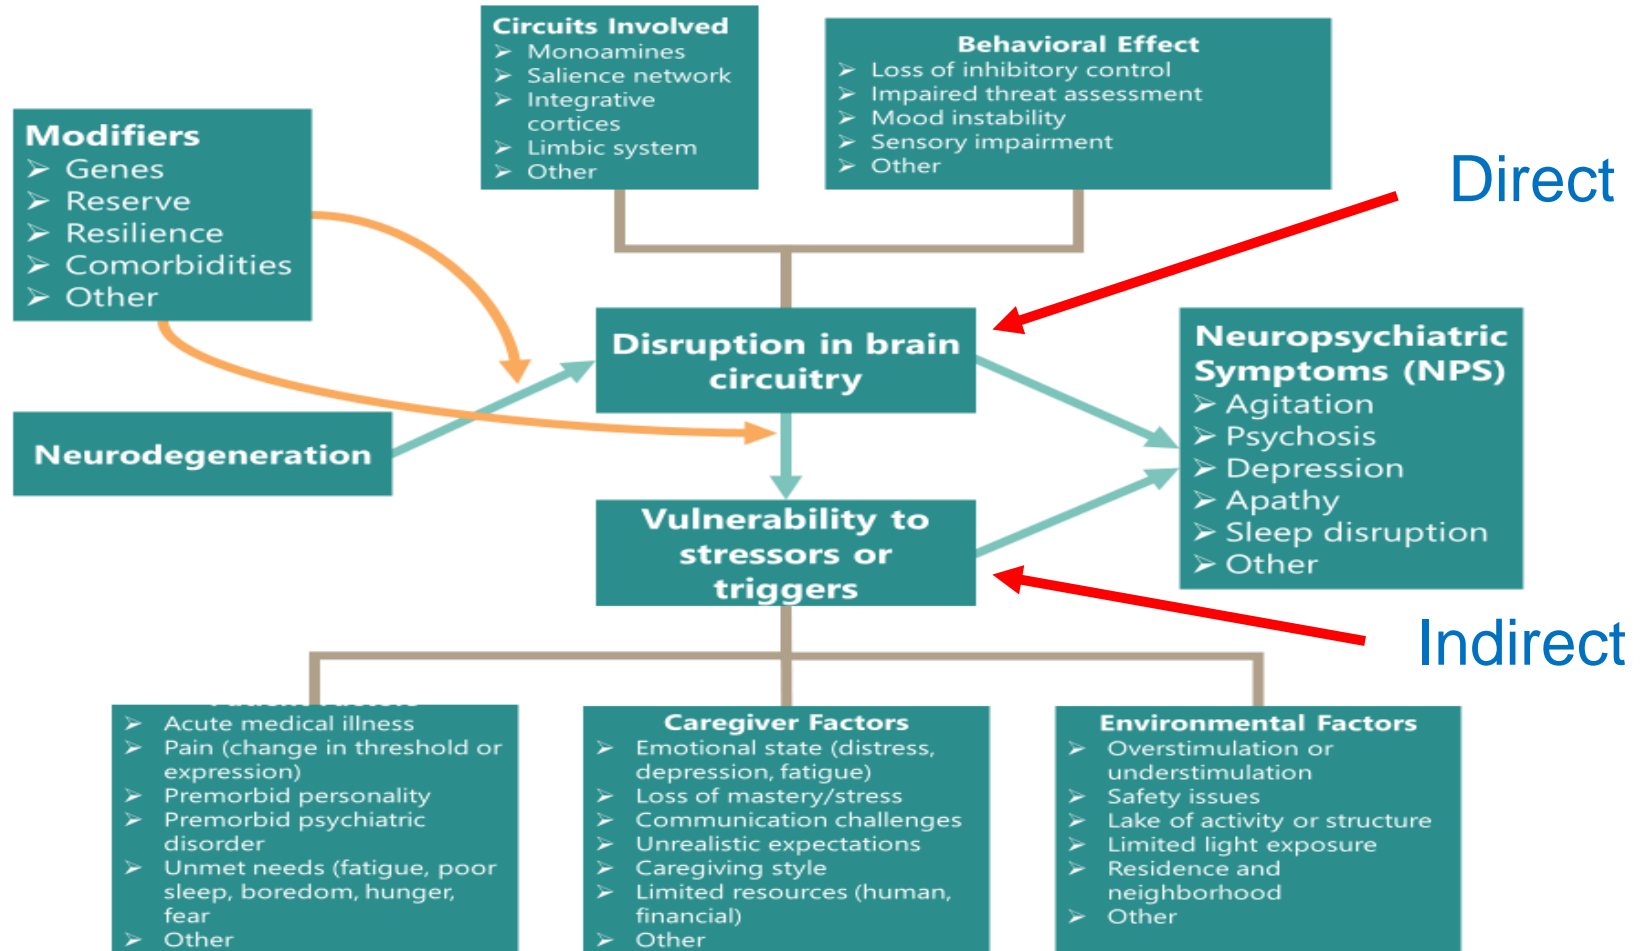 Circuits Involved
➢ Monoamines
➢ Salience network
➢ Integrative
cortices
➢ Limbic system
➢ Other
Behavioral Effect
➢ Loss of inhibitory control
➢ Impaired threat assessment
➢ Mood instability
➢ Sensory impairment
➢ Other
Modifiers
➢ Genes
➢ Reserve
➢ Resilience
➢ Comorbidities
➢ Other
Direct
Disruption in brain
circuitry
Neuropsychiatric
Symptoms (NPS)
➢ Agitation
➢ Psychosis
➢ Depression
➢ Apathy
➢ Sleep disruption
➢ Other
Neurodegeneration
Vulnerability to
stressors or
triggers
Indirect
➢ Acute medical illness
➢ Pain (change in threshold or
expression)
➢ Premorbid personality
➢ Premorbid psychiatric
disorder
➢ Unmet needs (fatigue, poor
sleep, boredom, hunger,
fear
➢ Other
Caregiver Factors
➢ Emotional state (distress,
depression, fatigue)
➢ Loss of mastery/stress
➢ Communication challenges
➢ Unrealistic expectations
➢ Caregiving style
➢ Limited resources (human,
financial)
➢ Other
Environmental Factors
➢ Overstimulation or
understimulation
➢ Safety issues
➢ Lake of activity or structure
➢ Limited light exposure
➢ Residence and
neighborhood
➢ Other